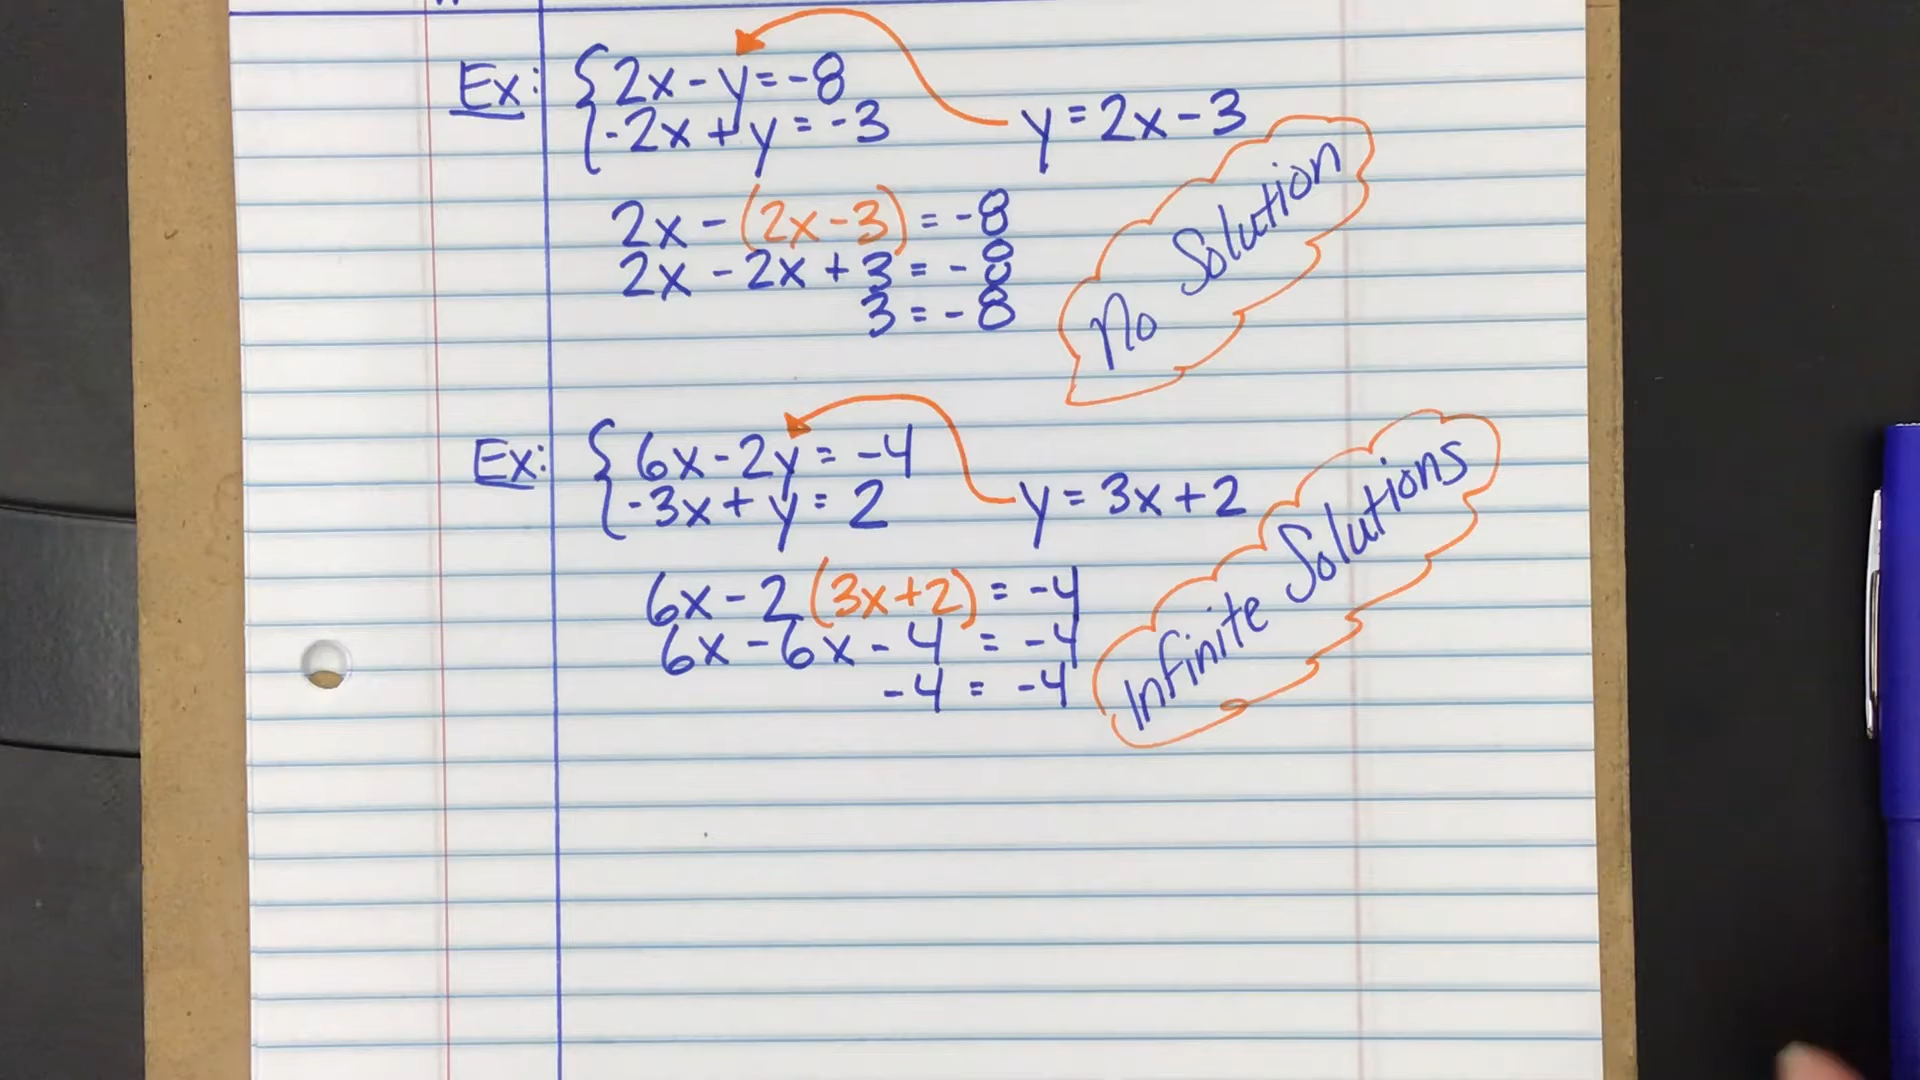 Ex: { 2x - y = -8
-2x + y = -3
y = 2x - 3
2x - (2x - 3) = -8
2x - 2x + 3 = -8
3 = -8
No Solution
Ex: { 6x - 2y = -4
-3x + y = 2
y = 3x + 2
6x - 2(3x + 2) = -4
6x - 6x - 4 = -4
-4 = -4
Infinite Solutions